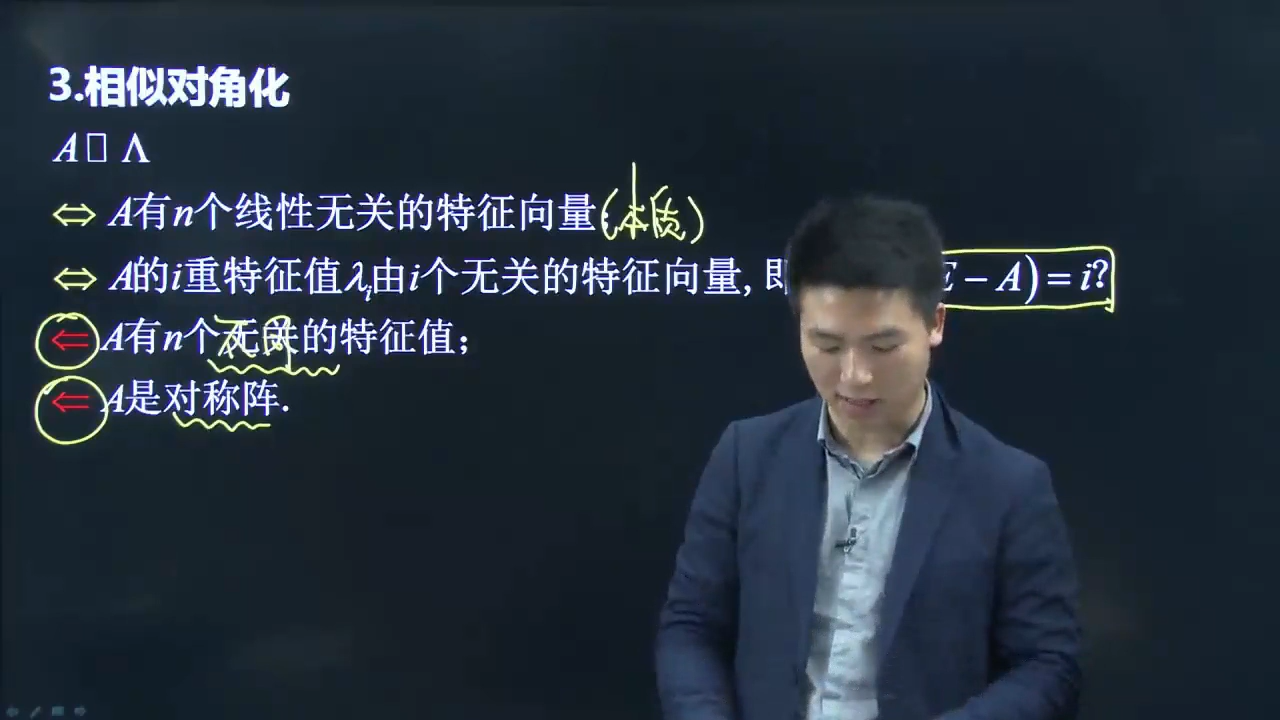 3.相似对角化
A□ Λ
⇔ A有n个线性无关的特征向量;(本质)
⇔ A的i重特征值λᵢ由i个无关的特征向量, 即 E − A) = i?
⇐ A有n个无关的特征值;
不同
⇐ A是对称阵.